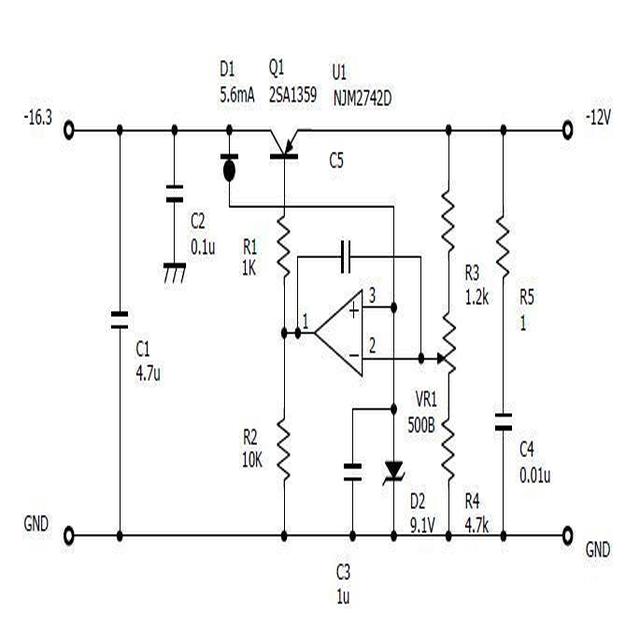 D1 Q1 U1
5.6mA 2SA1359 NJM2742D
-16.3
-12V
C5
C2
0.1u
R1
1K
R3
1.2k
R5
1
3
+
1
2
-
C1
4.7u
VR1
500B
R2
10K
C4
0.01u
D2
9.1V
R4
4.7k
GND
GND
C3
1u